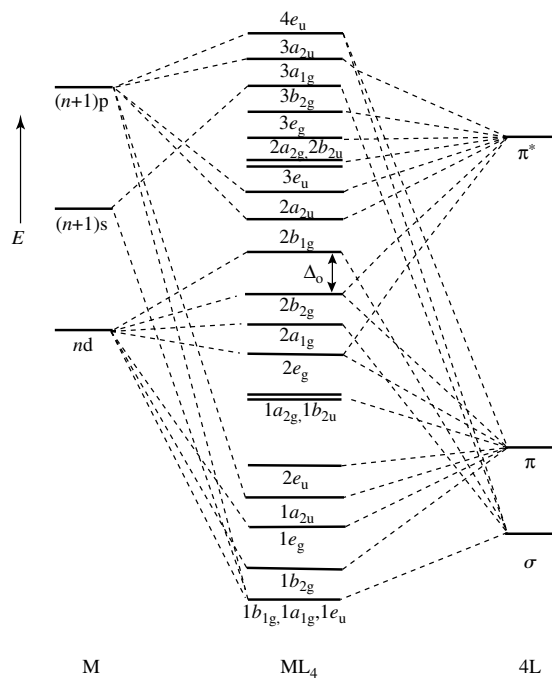 4e_u
3a_2u
3a_1g
(n+1)p
3b_2g
3e_g
π*
2a_2g,2b_2u
3e_u
(n+1)s
2a_2u
E
2b_1g
Δ_o
2b_2g
nd
2a_1g
2e_g
1a_2g,1b_2u
π
2e_u
1a_2u
1e_g
σ
1b_2g
1b_1g,1a_1g,1e_u
M ML_4 4L